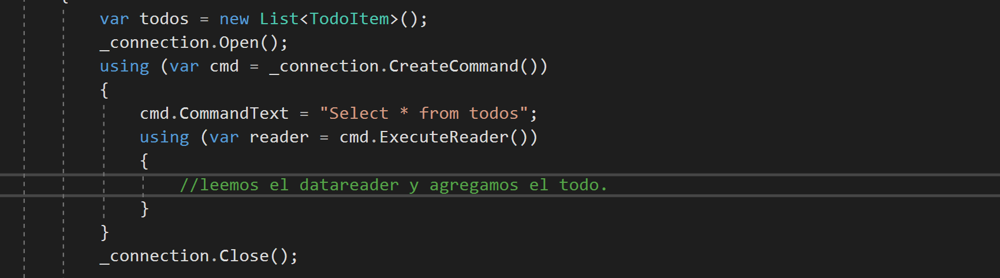 {
var todos = new List<TodoItem>();
_connection.Open();
using (var cmd = _connection.CreateCommand())
{
cmd.CommandText = "Select * from todos";
using (var reader = cmd.ExecuteReader())
{
//leemos el datareader y agregamos el todo.
}
}
_connection.Close();